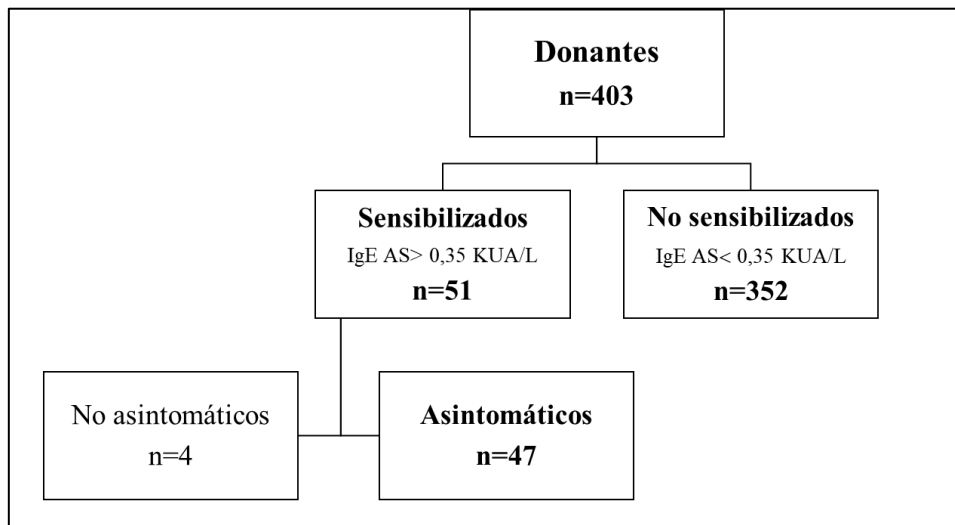 Donantes
n=403
Sensibilizados
IgE AS> 0,35 KUA/L
n=51
No sensibilizados
IgE AS< 0,35 KUA/L
n=352
No asintomáticos
n=4
Asintomáticos
n=47